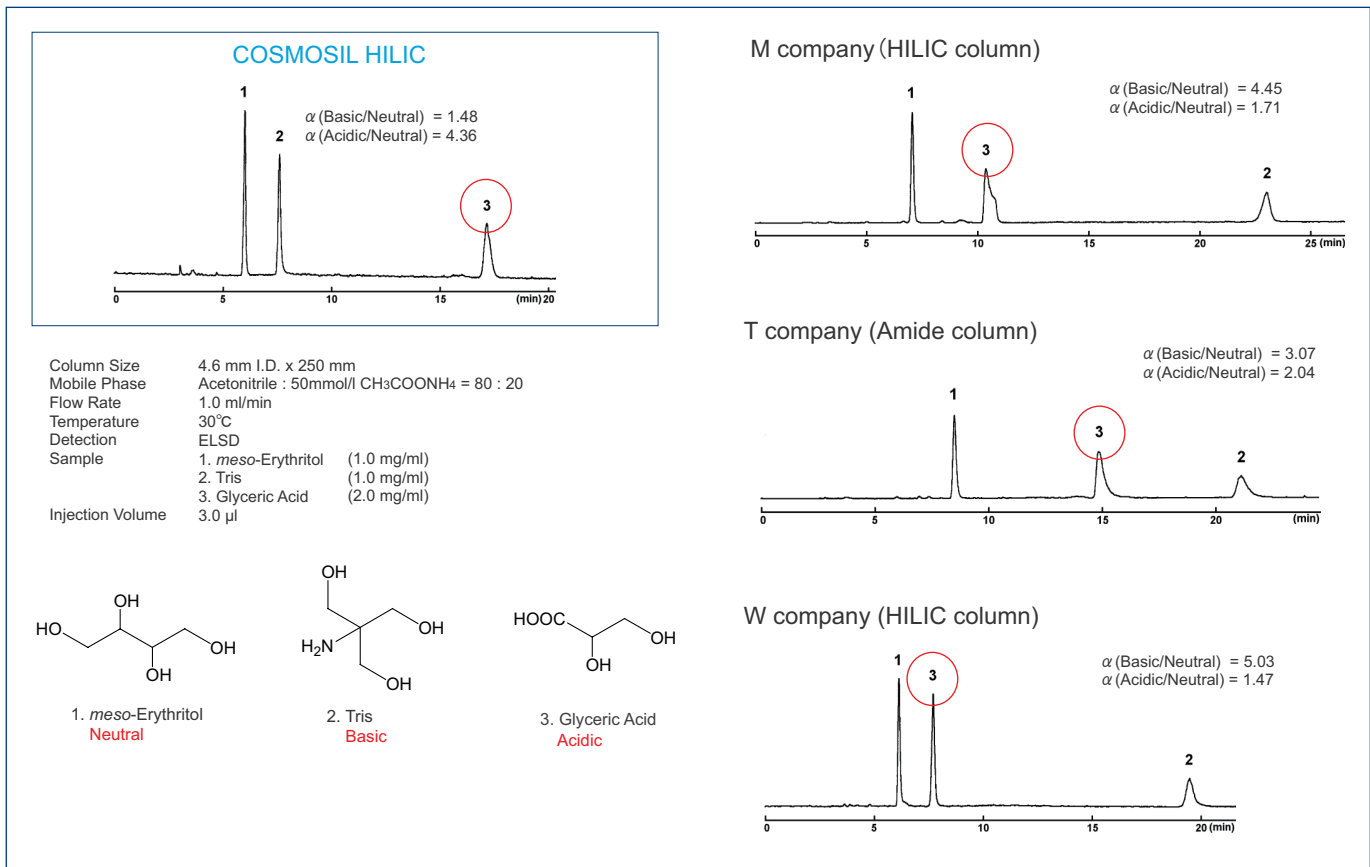 COSMOSIL HILIC
1
2
3
α (Basic/Neutral) = 1.48
α (Acidic/Neutral) = 4.36
0
5
10
15
(min) 20
Column Size 4.6 mm I.D. x 250 mm
Mobile Phase Acetonitrile : 50mmol/l CH3COONH4 = 80 : 20
Flow Rate 1.0 ml/min
Temperature 30℃
Detection ELSD
Sample 1. meso-Erythritol (1.0 mg/ml)
2. Tris (1.0 mg/ml)
3. Glyceric Acid (2.0 mg/ml)
Injection Volume 3.0 µl
HO
OH
OH
OH
1. meso-Erythritol
Neutral
OH
OH
H2N
OH
2. Tris
Basic
HOOC
OH
OH
3. Glyceric Acid
Acidic
M company (HILIC column)
α (Basic/Neutral) = 4.45
α (Acidic/Neutral) = 1.71
1
3
2
0
5
10
15
20
25 (min)
T company (Amide column)
α (Basic/Neutral) = 3.07
α (Acidic/Neutral) = 2.04
1
3
2
0
5
10
15
20
(min)
W company (HILIC column)
α (Basic/Neutral) = 5.03
α (Acidic/Neutral) = 1.47
1
3
2
0
5
10
15
20 (min)